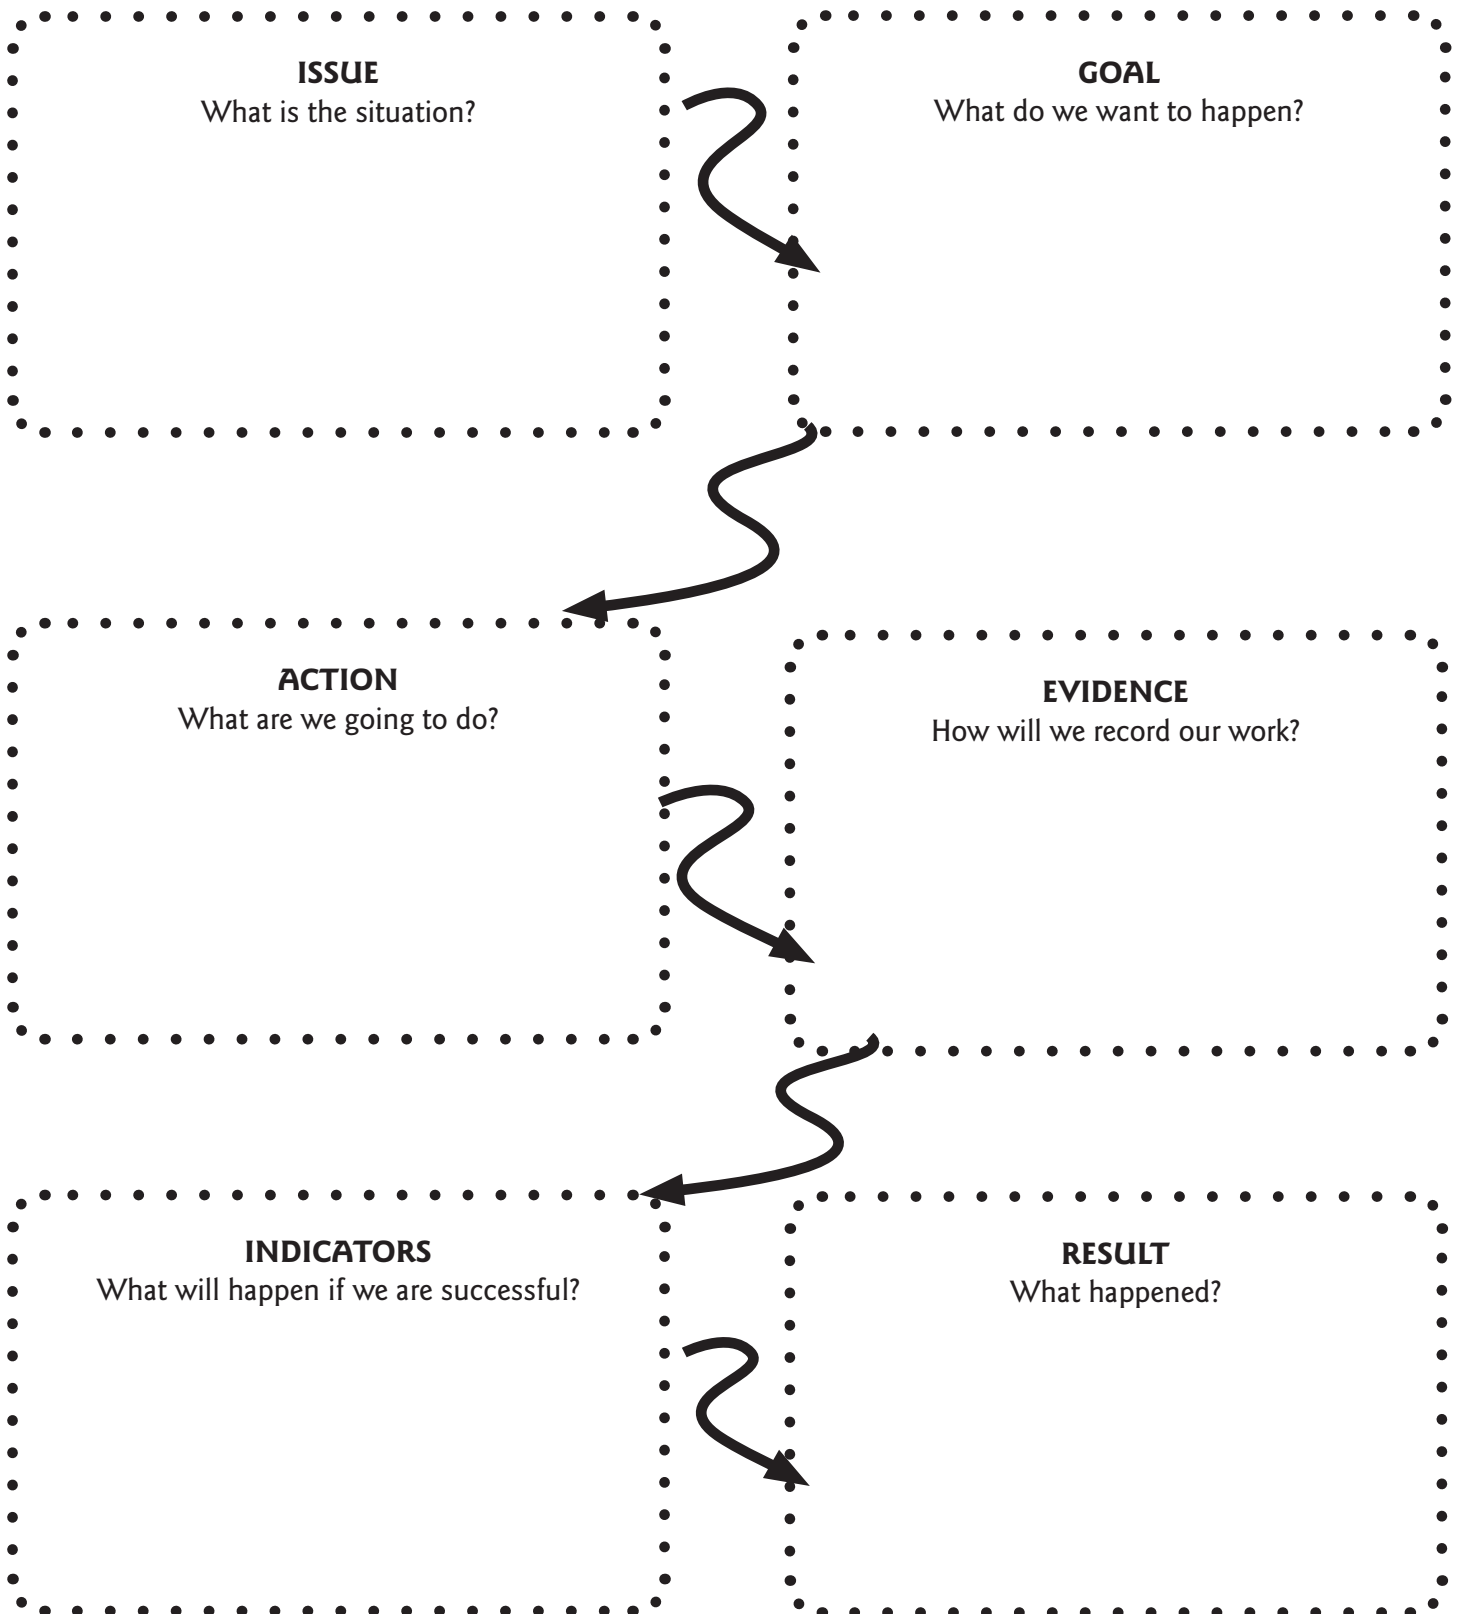 ISSUE
What is the situation?
GOAL
What do we want to happen?
ACTION
What are we going to do?
EVIDENCE
How will we record our work?
INDICATORS
What will happen if we are successful?
RESULT
What happened?